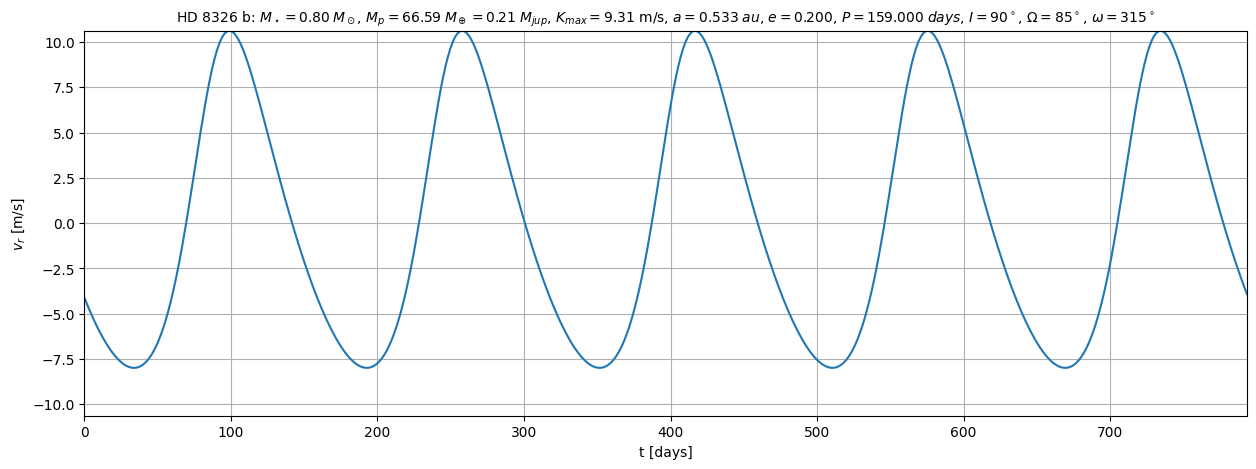 HD 8326 b: M⋆ = 0.80 M⊙, Mp = 66.59 M⊕ = 0.21 Mjup, Kmax = 9.31 m/s, a = 0.533 au, e = 0.200, P = 159.000 days, I = 90°, Ω = 85°, ω = 315°
10.0
7.5
5.0
2.5
0.0
−2.5
−5.0
−7.5
−10.0
vr [m/s]
0 100 200 300 400 500 600 700
t [days]